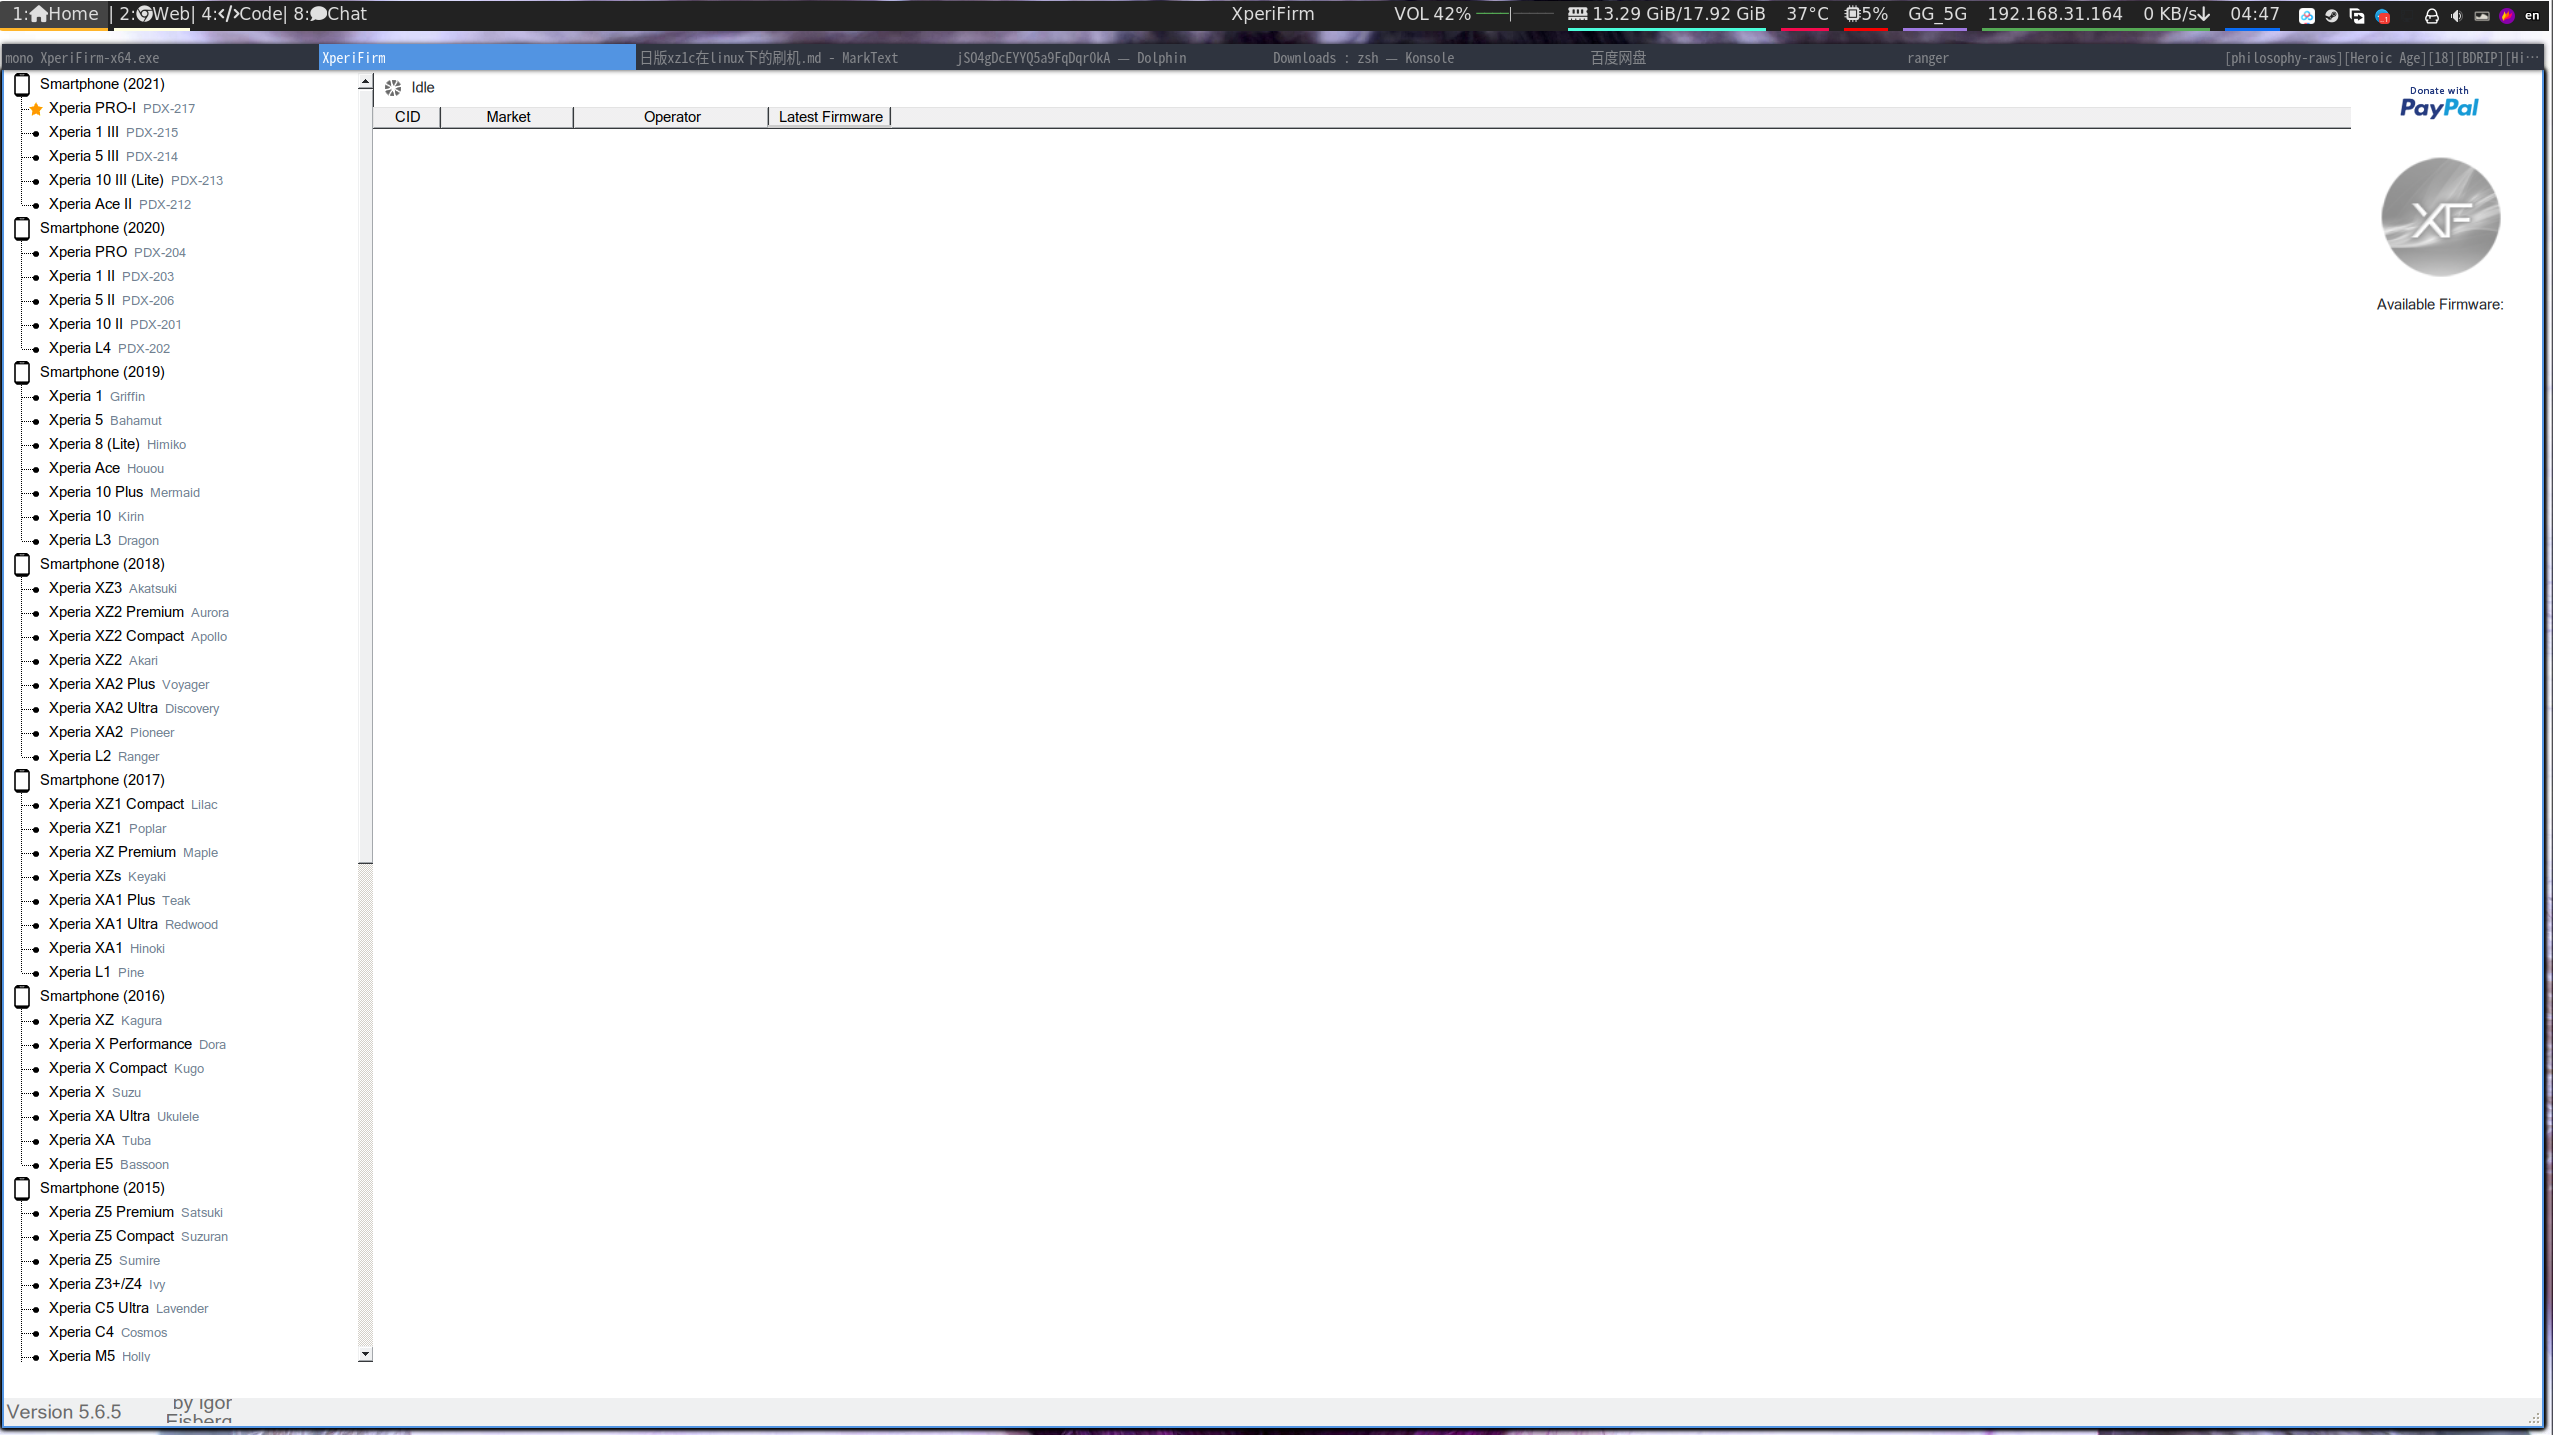 1:Home | 2:Web| 4:</>Code| 8:Chat
XperiFirm
VOL 42%
13.29 GiB/17.92 GiB
37°C
5%
GG_5G
192.168.31.164
0 KB/s↓
04:47
en
mono XperiFirm-x64.exe
XperiFirm
日版xz1c在linux下的刷机.md - MarkText
jSO4gDcEYYQ5a9FqDqrOkA — Dolphin
Downloads : zsh — Konsole
百度网盘
ranger
[philosophy-raws][Heroic Age][18][BDRIP][Hi…
Smartphone (2021)
Xperia PRO-I PDX-217
Xperia 1 III PDX-215
Xperia 5 III PDX-214
Xperia 10 III (Lite) PDX-213
Xperia Ace II PDX-212
Smartphone (2020)
Xperia PRO PDX-204
Xperia 1 II PDX-203
Xperia 5 II PDX-206
Xperia 10 II PDX-201
Xperia L4 PDX-202
Smartphone (2019)
Xperia 1 Griffin
Xperia 5 Bahamut
Xperia 8 (Lite) Himiko
Xperia Ace Houou
Xperia 10 Plus Mermaid
Xperia 10 Kirin
Xperia L3 Dragon
Smartphone (2018)
Xperia XZ3 Akatsuki
Xperia XZ2 Premium Aurora
Xperia XZ2 Compact Apollo
Xperia XZ2 Akari
Xperia XA2 Plus Voyager
Xperia XA2 Ultra Discovery
Xperia XA2 Pioneer
Xperia L2 Ranger
Smartphone (2017)
Xperia XZ1 Compact Lilac
Xperia XZ1 Poplar
Xperia XZ Premium Maple
Xperia XZs Keyaki
Xperia XA1 Plus Teak
Xperia XA1 Ultra Redwood
Xperia XA1 Hinoki
Xperia L1 Pine
Smartphone (2016)
Xperia XZ Kagura
Xperia X Performance Dora
Xperia X Compact Kugo
Xperia X Suzu
Xperia XA Ultra Ukulele
Xperia XA Tuba
Xperia E5 Bassoon
Smartphone (2015)
Xperia Z5 Premium Satsuki
Xperia Z5 Compact Suzuran
Xperia Z5 Sumire
Xperia Z3+/Z4 Ivy
Xperia C5 Ultra Lavender
Xperia C4 Cosmos
Xperia M5 Holly
Idle
CID
Market
Operator
Latest Firmware
Donate with
PayPal
XF
Available Firmware:
Version 5.6.5
by Igor
Eisberg